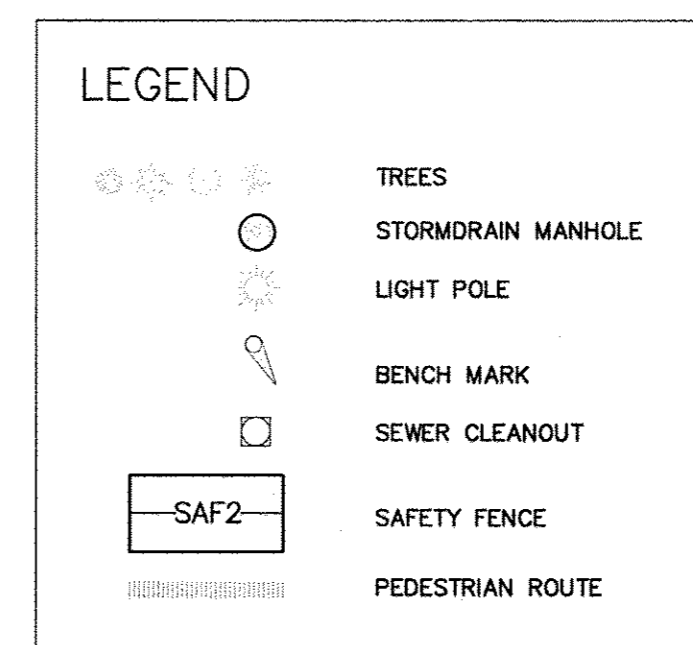 LEGEND
TREES
STORMDRAIN MANHOLE
LIGHT POLE
BENCH MARK
SEWER CLEANOUT
SAF2 SAFETY FENCE
PEDESTRIAN ROUTE